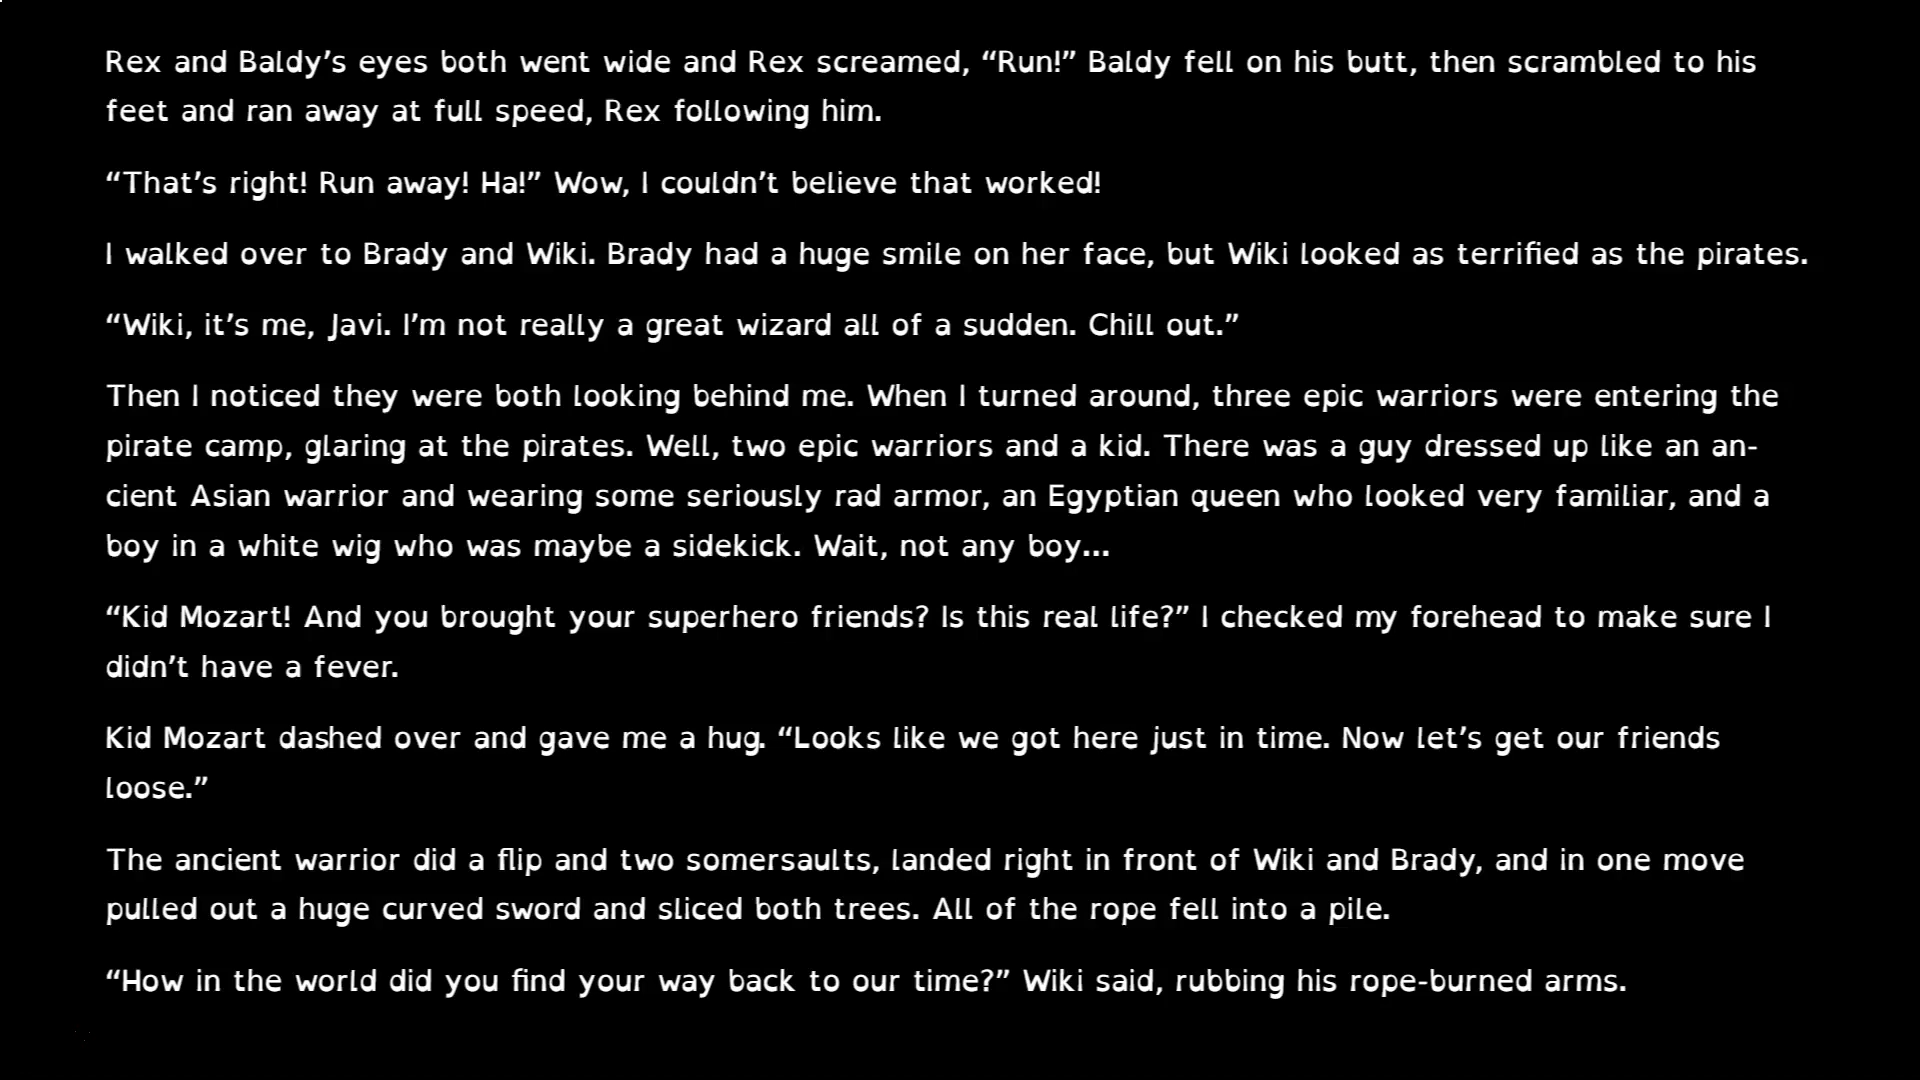 Rex and Baldy’s eyes both went wide and Rex screamed, “Run!” Baldy fell on his butt, then scrambled to his
feet and ran away at full speed, Rex following him.
“That’s right! Run away! Ha!” Wow, I couldn’t believe that worked!
I walked over to Brady and Wiki. Brady had a huge smile on her face, but Wiki looked as terrified as the pirates.
“Wiki, it’s me, Javi. I’m not really a great wizard all of a sudden. Chill out.”
Then I noticed they were both looking behind me. When I turned around, three epic warriors were entering the
pirate camp, glaring at the pirates. Well, two epic warriors and a kid. There was a guy dressed up like an an-
cient Asian warrior and wearing some seriously rad armor, an Egyptian queen who looked very familiar, and a
boy in a white wig who was maybe a sidekick. Wait, not any boy...
“Kid Mozart! And you brought your superhero friends? Is this real life?” I checked my forehead to make sure I
didn’t have a fever.
Kid Mozart dashed over and gave me a hug. “Looks like we got here just in time. Now let’s get our friends
loose.”
The ancient warrior did a flip and two somersaults, landed right in front of Wiki and Brady, and in one move
pulled out a huge curved sword and sliced both trees. All of the rope fell into a pile.
“How in the world did you find your way back to our time?” Wiki said, rubbing his rope-burned arms.